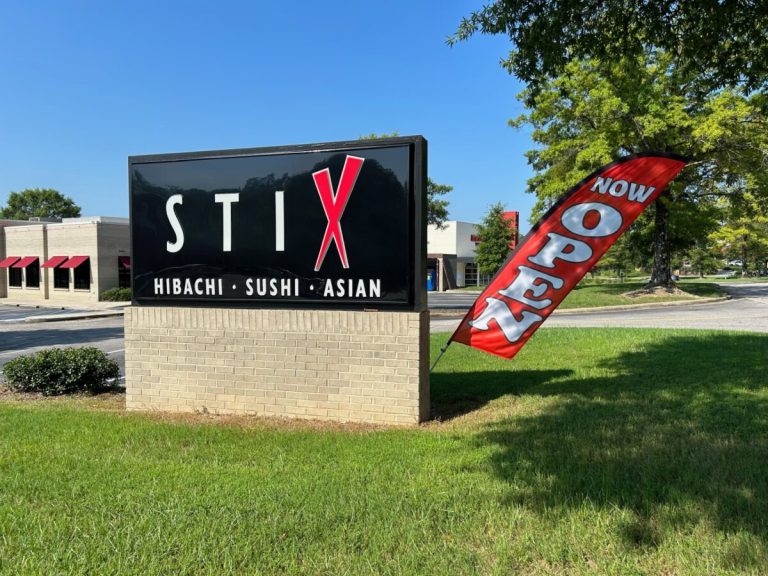 STIX
HIBACHI · SUSHI · ASIAN
NOW
OPEN